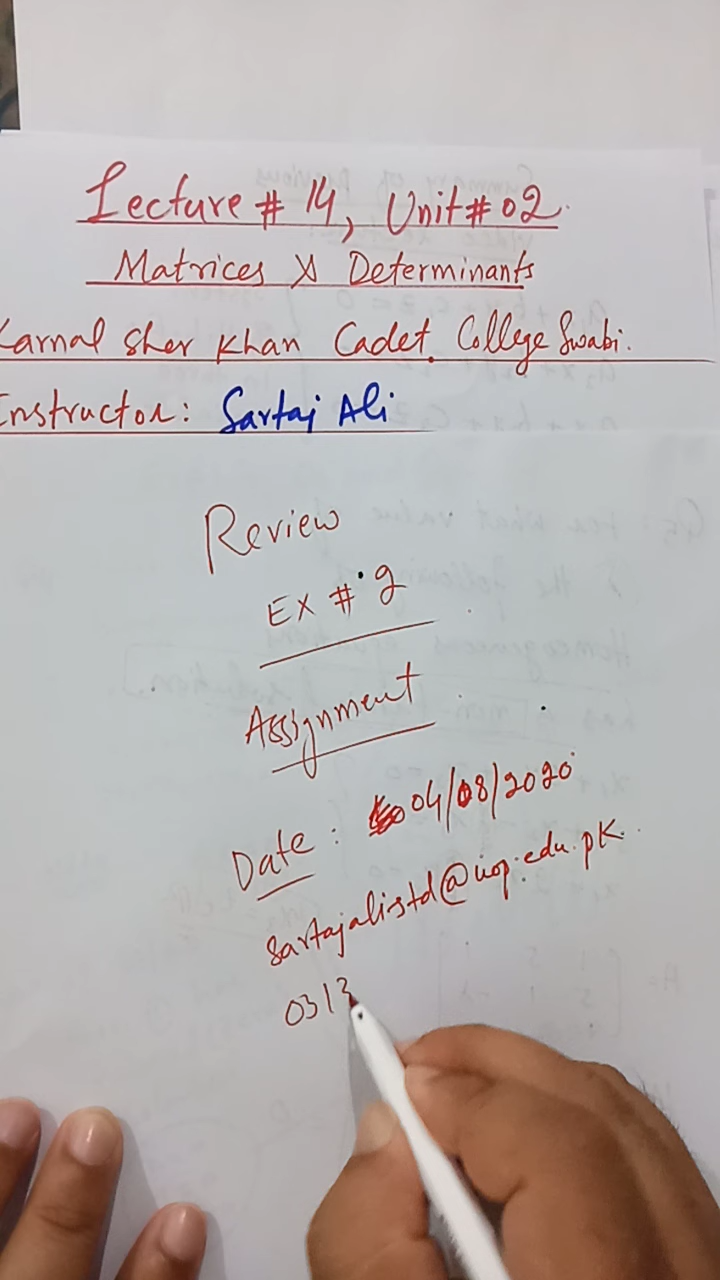 Lecture # 14, Unit # 02.
Matrices & Determinants
Karnal Sher Khan Cadet College Swabi.
Instructor: Sartaj Ali
Review
Ex # 2
Assignment
Date: 04/08/2020
sartajalistd@uop.edu.pk.
0313